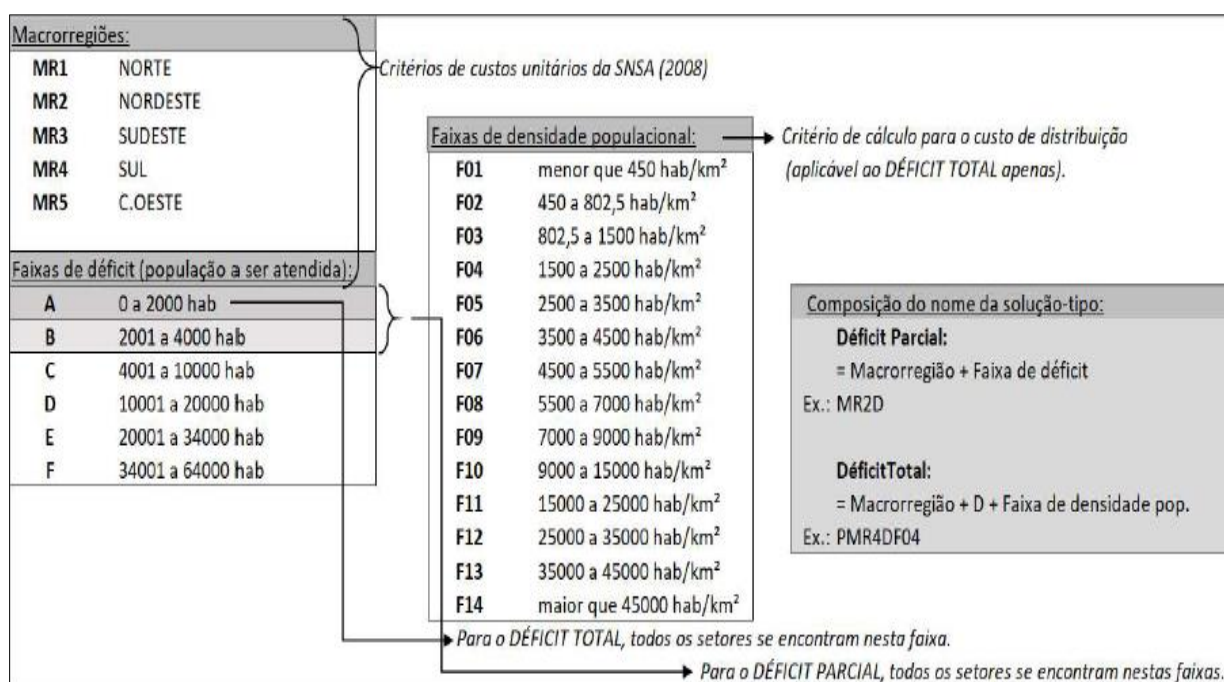 Macrorregiões:
MR1 NORTE
MR2 NORDESTE
MR3 SUDESTE
MR4 SUL
MR5 C.OESTE
Critérios de custos unitários da SNSA (2008)
Faixas de déficit (população a ser atendida):
A 0 a 2000 hab
B 2001 a 4000 hab
C 4001 a 10000 hab
D 10001 a 20000 hab
E 20001 a 34000 hab
F 34001 a 64000 hab
Faixas de densidade populacional:
F01 menor que 450 hab/km²
F02 450 a 802,5 hab/km²
F03 802,5 a 1500 hab/km²
F04 1500 a 2500 hab/km²
F05 2500 a 3500 hab/km²
F06 3500 a 4500 hab/km²
F07 4500 a 5500 hab/km²
F08 5500 a 7000 hab/km²
F09 7000 a 9000 hab/km²
F10 9000 a 15000 hab/km²
F11 15000 a 25000 hab/km²
F12 25000 a 35000 hab/km²
F13 35000 a 45000 hab/km²
F14 maior que 45000 hab/km²
Critério de cálculo para o custo de distribuição
(aplicável ao DÉFICIT TOTAL apenas).
Composição do nome da solução-tipo:
Déficit Parcial:
= Macrorregião + Faixa de déficit
Ex.: MR2D
DéficitTotal:
= Macrorregião + D + Faixa de densidade pop.
Ex.: PMR4DF04
Para o DÉFICIT TOTAL, todos os setores se encontram nesta faixa.
Para o DÉFICIT PARCIAL, todos os setores se encontram nestas faixas.